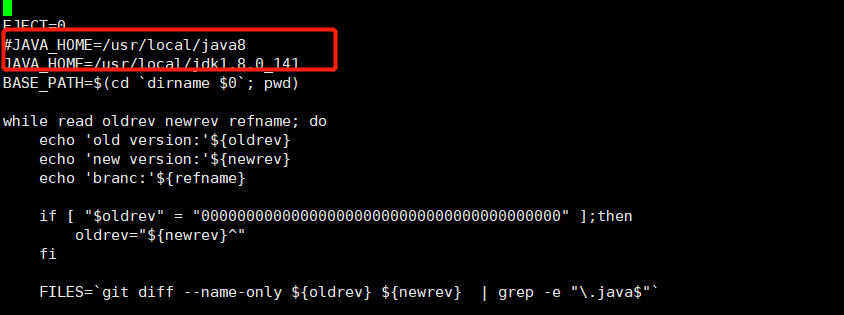 EJECT=0
#JAVA_HOME=/usr/local/java8
JAVA_HOME=/usr/local/jdk1.8.0_141
BASE_PATH=$(cd `dirname $0`; pwd)
while read oldrev newrev refname; do
echo 'old version:'${oldrev}
echo 'new version:'${newrev}
echo 'branc:'${refname}
if [ "$oldrev" = "0000000000000000000000000000000000000000" ];then
oldrev="${newrev}^"
fi
FILES=`git diff --name-only ${oldrev} ${newrev}  | grep -e "\.java$"`